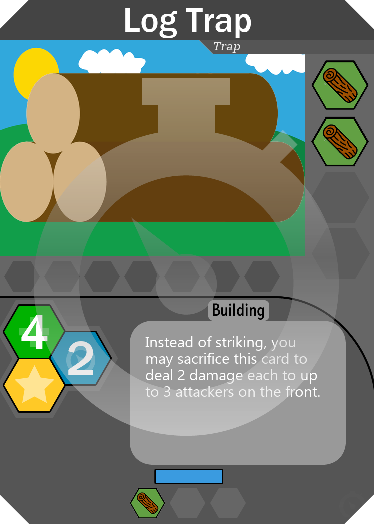 Log Trap
Trap
4
2
Building
Instead of striking, you
may sacrifice this card to
deal 2 damage each to up
to 3 attackers on the front.